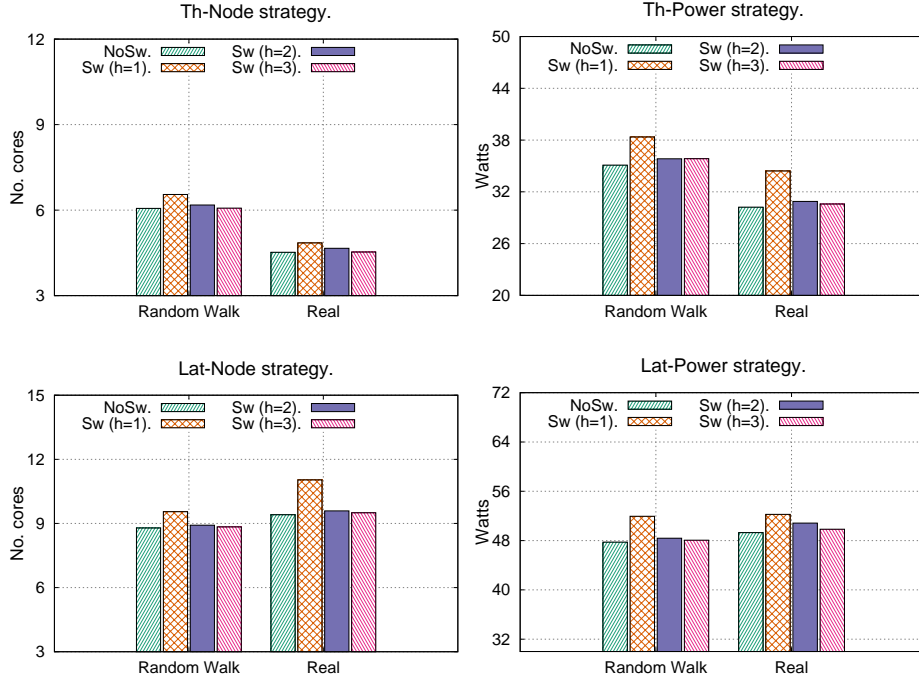 Th-Node strategy.
12
9
6
3
No. cores
NoSw.
Sw (h=1).
Sw (h=2).
Sw (h=3).
Random Walk
Real
Th-Power strategy.
50
44
38
32
26
20
Watts
NoSw.
Sw (h=1).
Sw (h=2).
Sw (h=3).
Random Walk
Real
Lat-Node strategy.
15
12
9
6
3
No. cores
NoSw.
Sw (h=1).
Sw (h=2).
Sw (h=3).
Random Walk
Real
Lat-Power strategy.
72
64
56
48
40
32
Watts
NoSw.
Sw (h=1).
Sw (h=2).
Sw (h=3).
Random Walk
Real